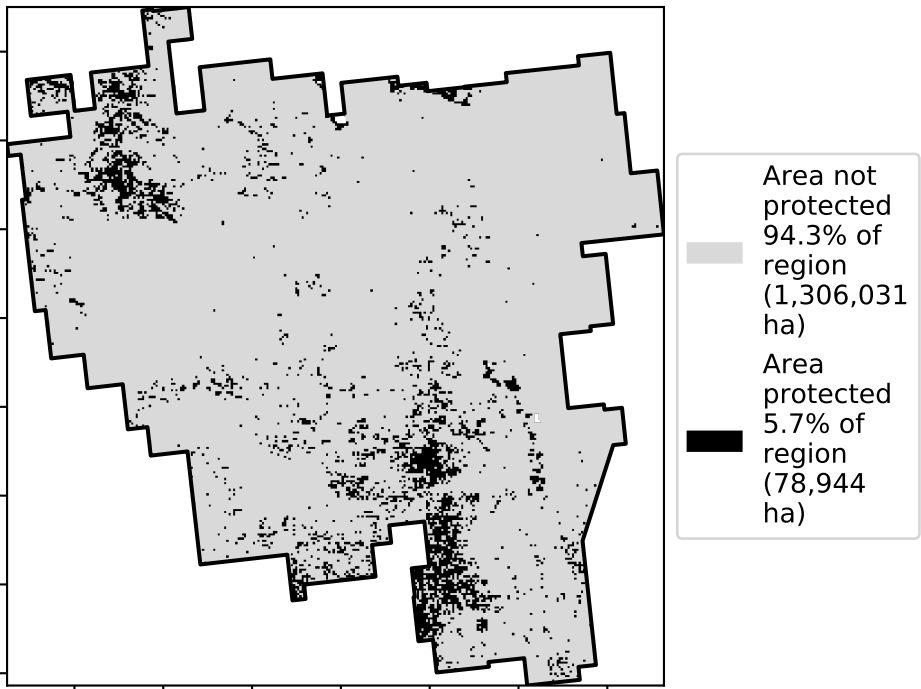 Area not
protected
94.3% of
region
(1,306,031
ha)
Area
protected
5.7% of
region
(78,944
ha)